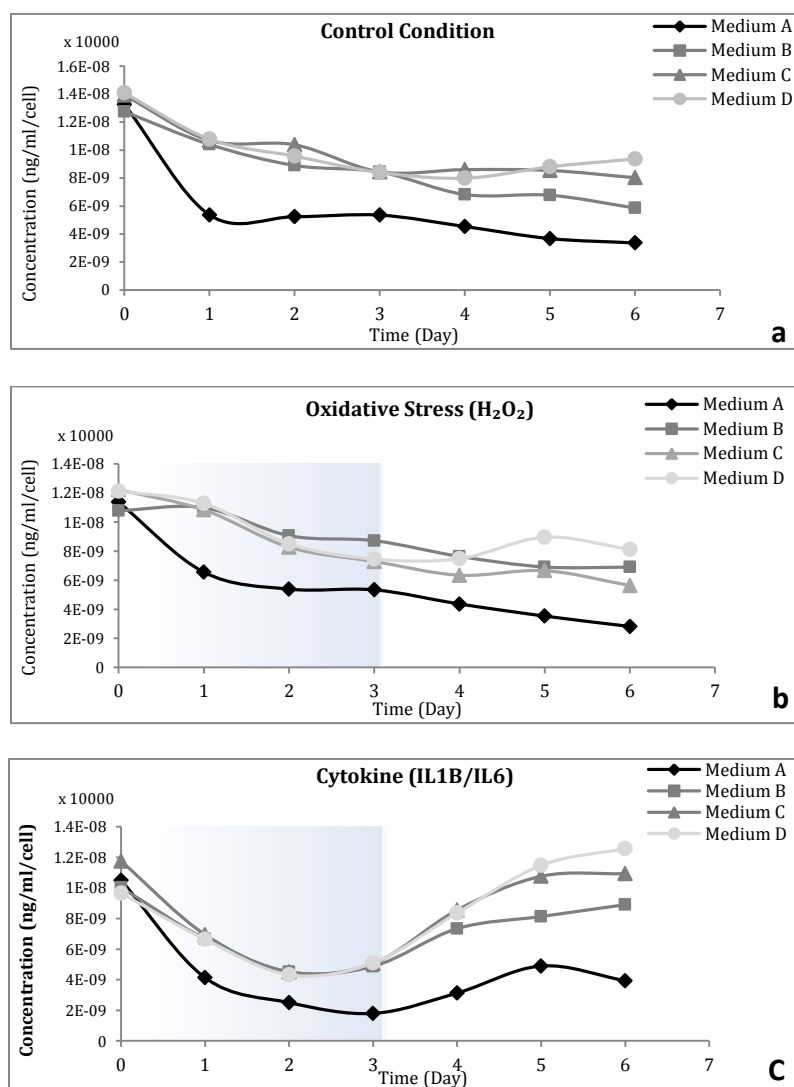 Control Condition
x 10000
Medium A
Medium B
Medium C
Medium D
Concentration (ng/ml/cell)
1.6E-08
1.4E-08
1.2E-08
1E-08
8E-09
6E-09
4E-09
2E-09
0
0 1 2 3 4 5 6 7
Time (Day)
a
Oxidative Stress (H₂O₂)
x 10000
Medium A
Medium B
Medium C
Medium D
Concentration (ng/ml/cell)
1.4E-08
1.2E-08
1E-08
8E-09
6E-09
4E-09
2E-09
0
0 1 2 3 4 5 6 7
Time (Day)
b
Cytokine (IL1B/IL6)
x 10000
Medium A
Medium B
Medium C
Medium D
Concentration (ng/ml/cell)
1.4E-08
1.2E-08
1E-08
8E-09
6E-09
4E-09
2E-09
0
0 1 2 3 4 5 6 7
Time (Day)
C